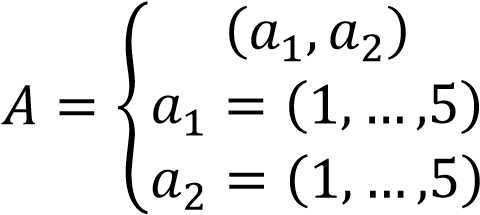 (a₁, a₂)
A = { a₁ = (1, ... ,5)
a₂ = (1, ... ,5)